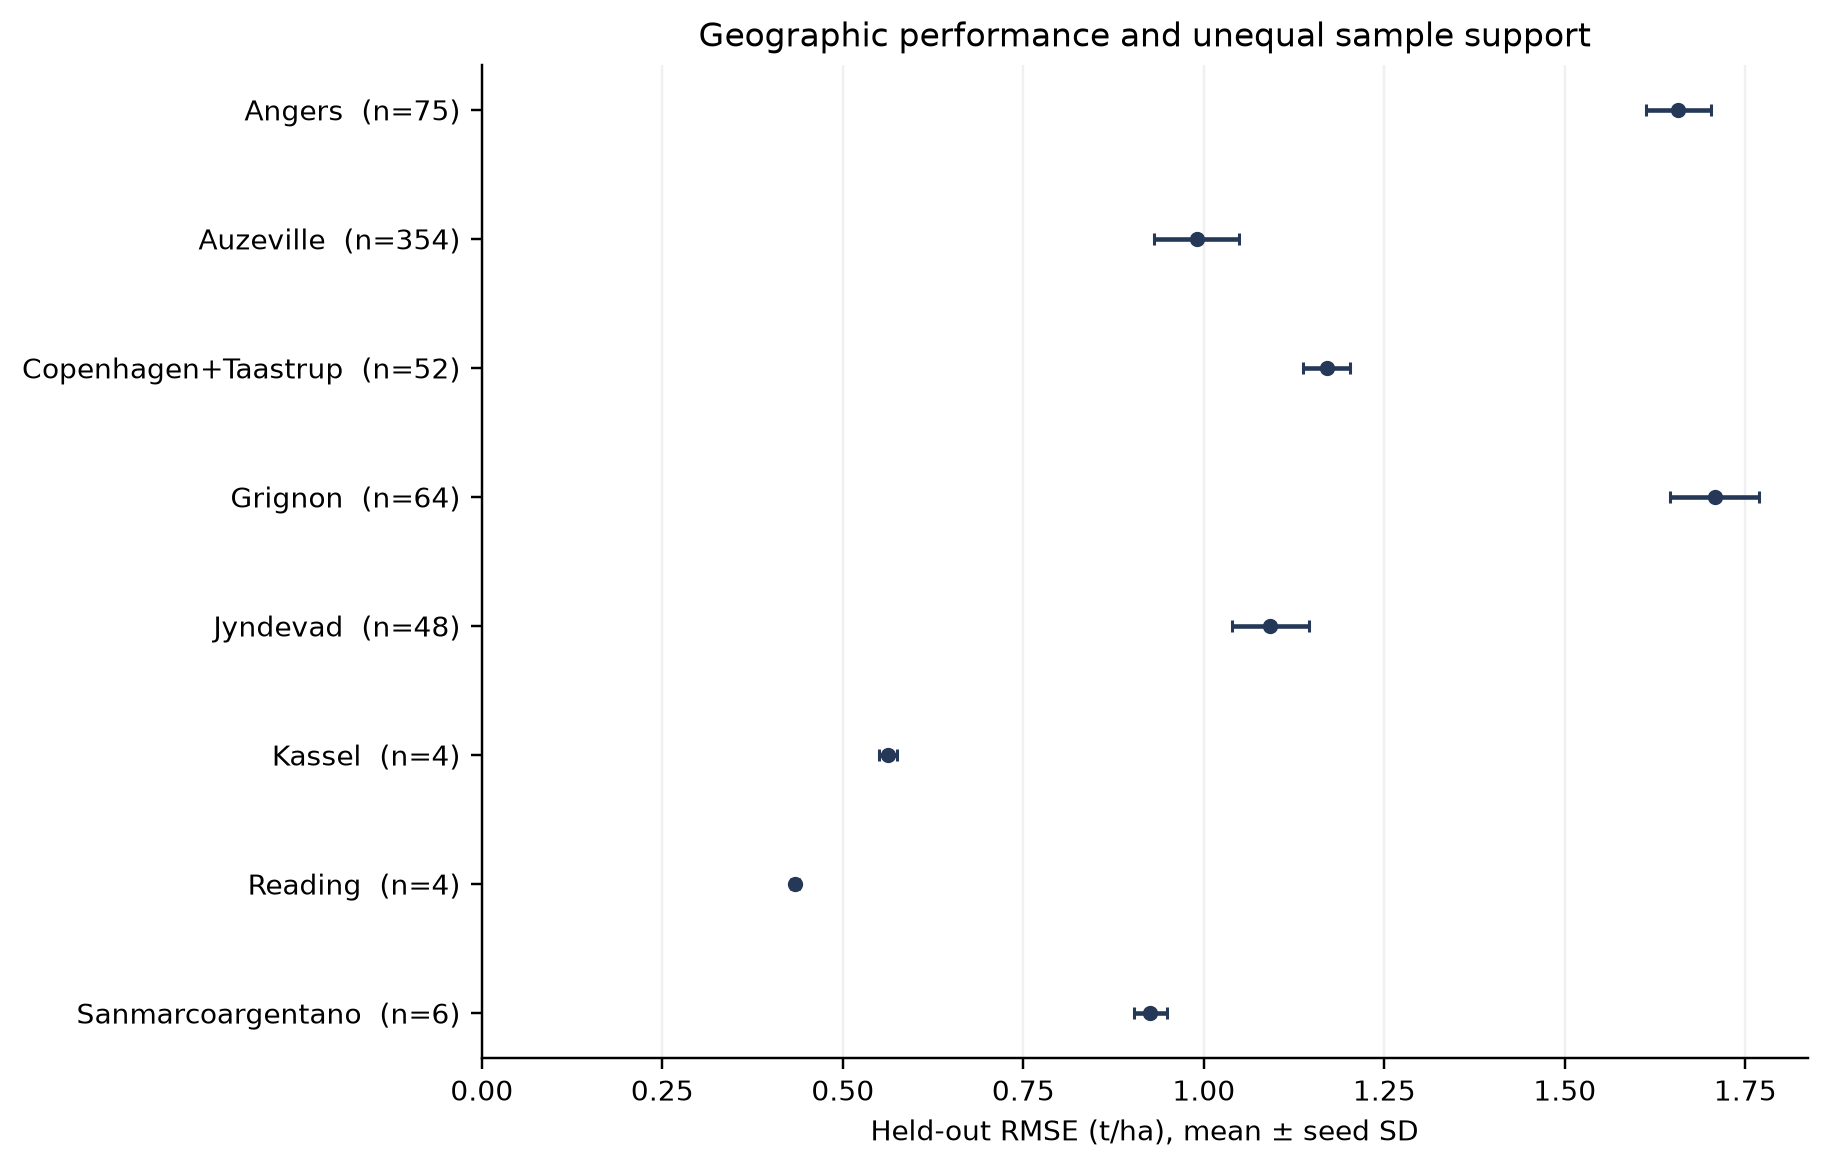 Geographic performance and unequal sample support
Angers (n=75)
Auzeville (n=354)
Copenhagen+Taastrup (n=52)
Grignon (n=64)
Jyndevad (n=48)
Kassel (n=4)
Reading (n=4)
Sanmarcoargentano (n=6)
0.00 0.25 0.50 0.75 1.00 1.25 1.50 1.75
Held-out RMSE (t/ha), mean ± seed SD